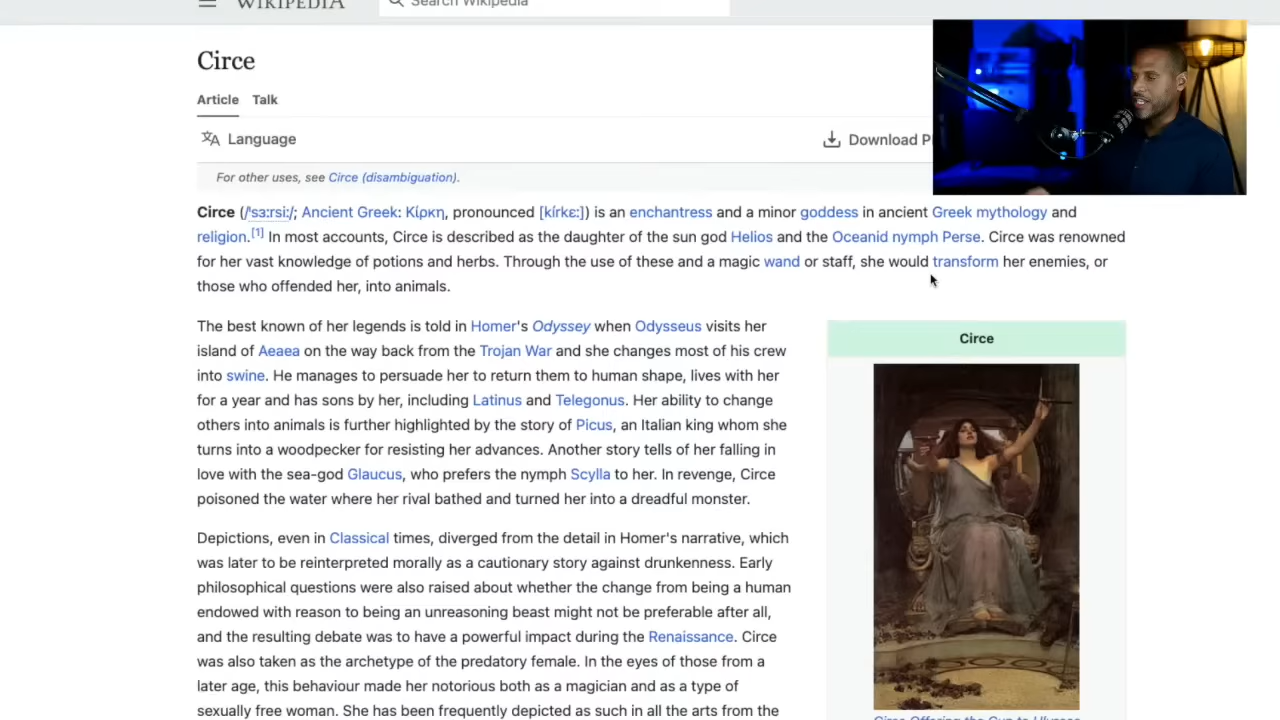 WIKIPEDIA
Search Wikipedia
Circe
Article Talk
Language
Download P
For other uses, see Circe (disambiguation).
Circe (/ˈsɜːrsiː/; Ancient Greek: Κίρκη, pronounced [kírkɛː]) is an enchantress and a minor goddess in ancient Greek mythology and
religion.[1] In most accounts, Circe is described as the daughter of the sun god Helios and the Oceanid nymph Perse. Circe was renowned
for her vast knowledge of potions and herbs. Through the use of these and a magic wand or staff, she would transform her enemies, or
those who offended her, into animals.
The best known of her legends is told in Homer's Odyssey when Odysseus visits her
island of Aeaea on the way back from the Trojan War and she changes most of his crew
into swine. He manages to persuade her to return them to human shape, lives with her
for a year and has sons by her, including Latinus and Telegonus. Her ability to change
others into animals is further highlighted by the story of Picus, an Italian king whom she
turns into a woodpecker for resisting her advances. Another story tells of her falling in
love with the sea-god Glaucus, who prefers the nymph Scylla to her. In revenge, Circe
poisoned the water where her rival bathed and turned her into a dreadful monster.
Depictions, even in Classical times, diverged from the detail in Homer's narrative, which
was later to be reinterpreted morally as a cautionary story against drunkenness. Early
philosophical questions were also raised about whether the change from being a human
endowed with reason to being an unreasoning beast might not be preferable after all,
and the resulting debate was to have a powerful impact during the Renaissance. Circe
was also taken as the archetype of the predatory female. In the eyes of those from a
later age, this behaviour made her notorious both as a magician and as a type of
sexually free woman. She has been frequently depicted as such in all the arts from the
Circe
Circe Offering the Cup to Ulysses